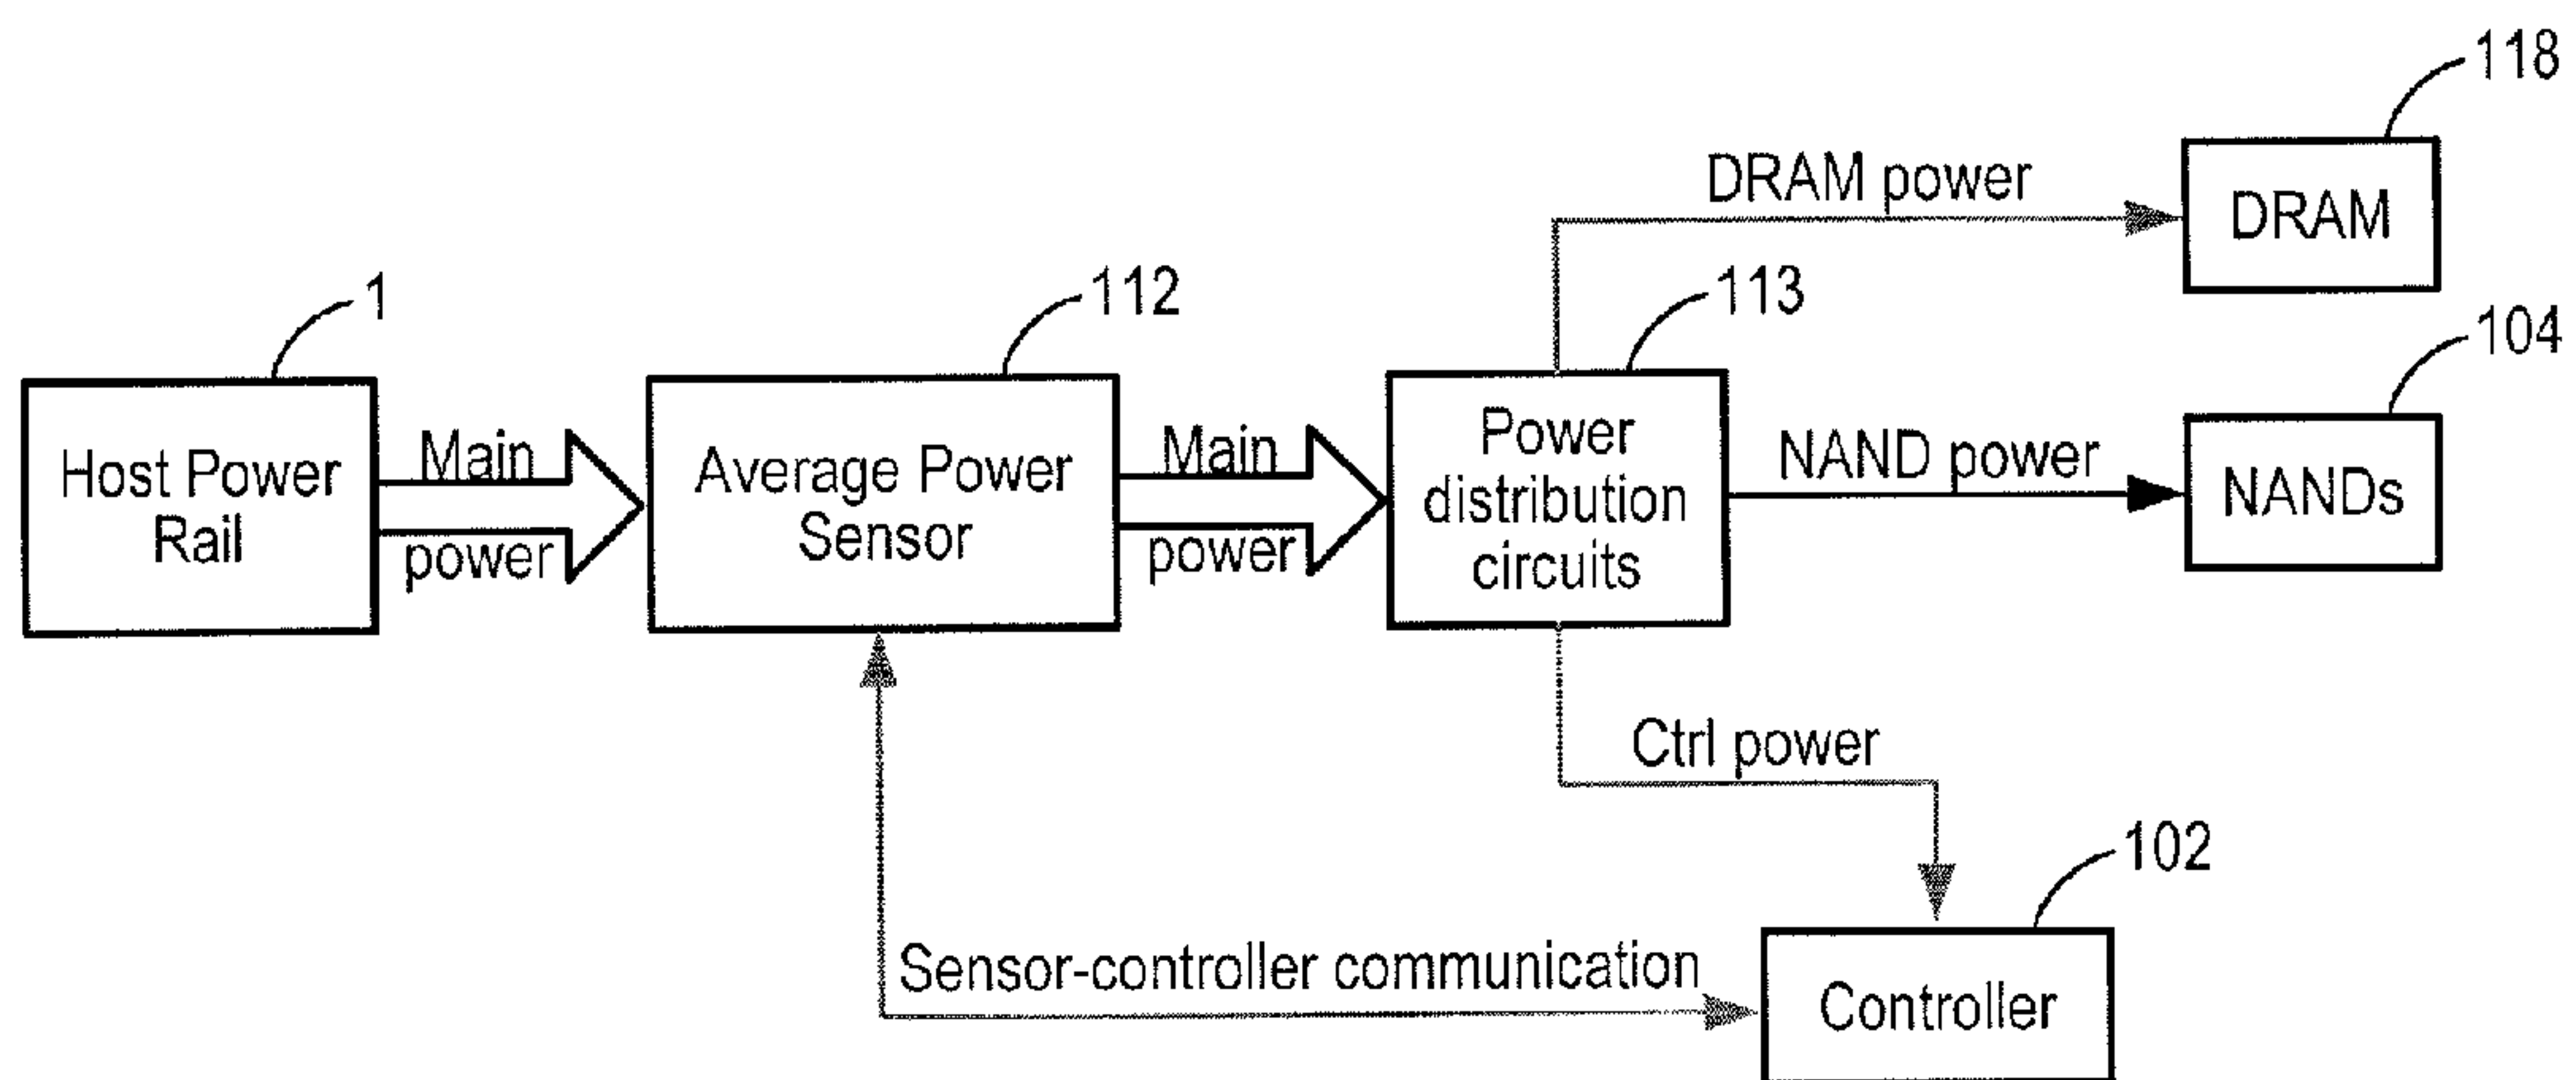 118
DRAM power
DRAM
1
112
113
104
Host Power
Rail
Main
power
Average Power
Sensor
Main
power
Power
distribution
circuits
NAND power
NANDs
Ctrl power
102
Sensor-controller communication
Controller